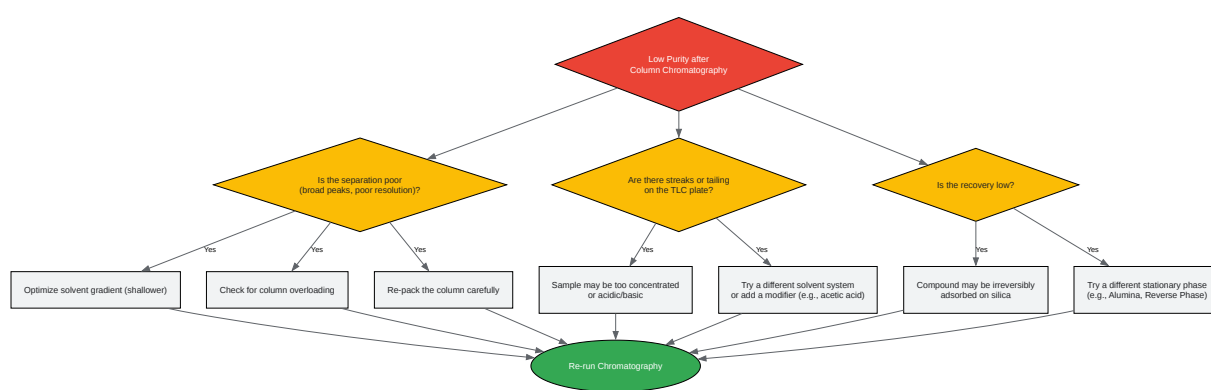 Low Purity after
Column Chromatography
Is the separation poor
(broad peaks, poor resolution)?
Are there streaks or tailing
on the TLC plate?
Is the recovery low?
Yes
Yes
Yes
Yes
Yes
Yes
Yes
Optimize solvent gradient (shallower)
Check for column overloading
Re-pack the column carefully
Sample may be too concentrated
or acidic/basic
Try a different solvent system
or add a modifier (e.g., acetic acid)
Compound may be irreversibly
adsorbed on silica
Try a different stationary phase
(e.g., Alumina, Reverse Phase)
Re-run Chromatography